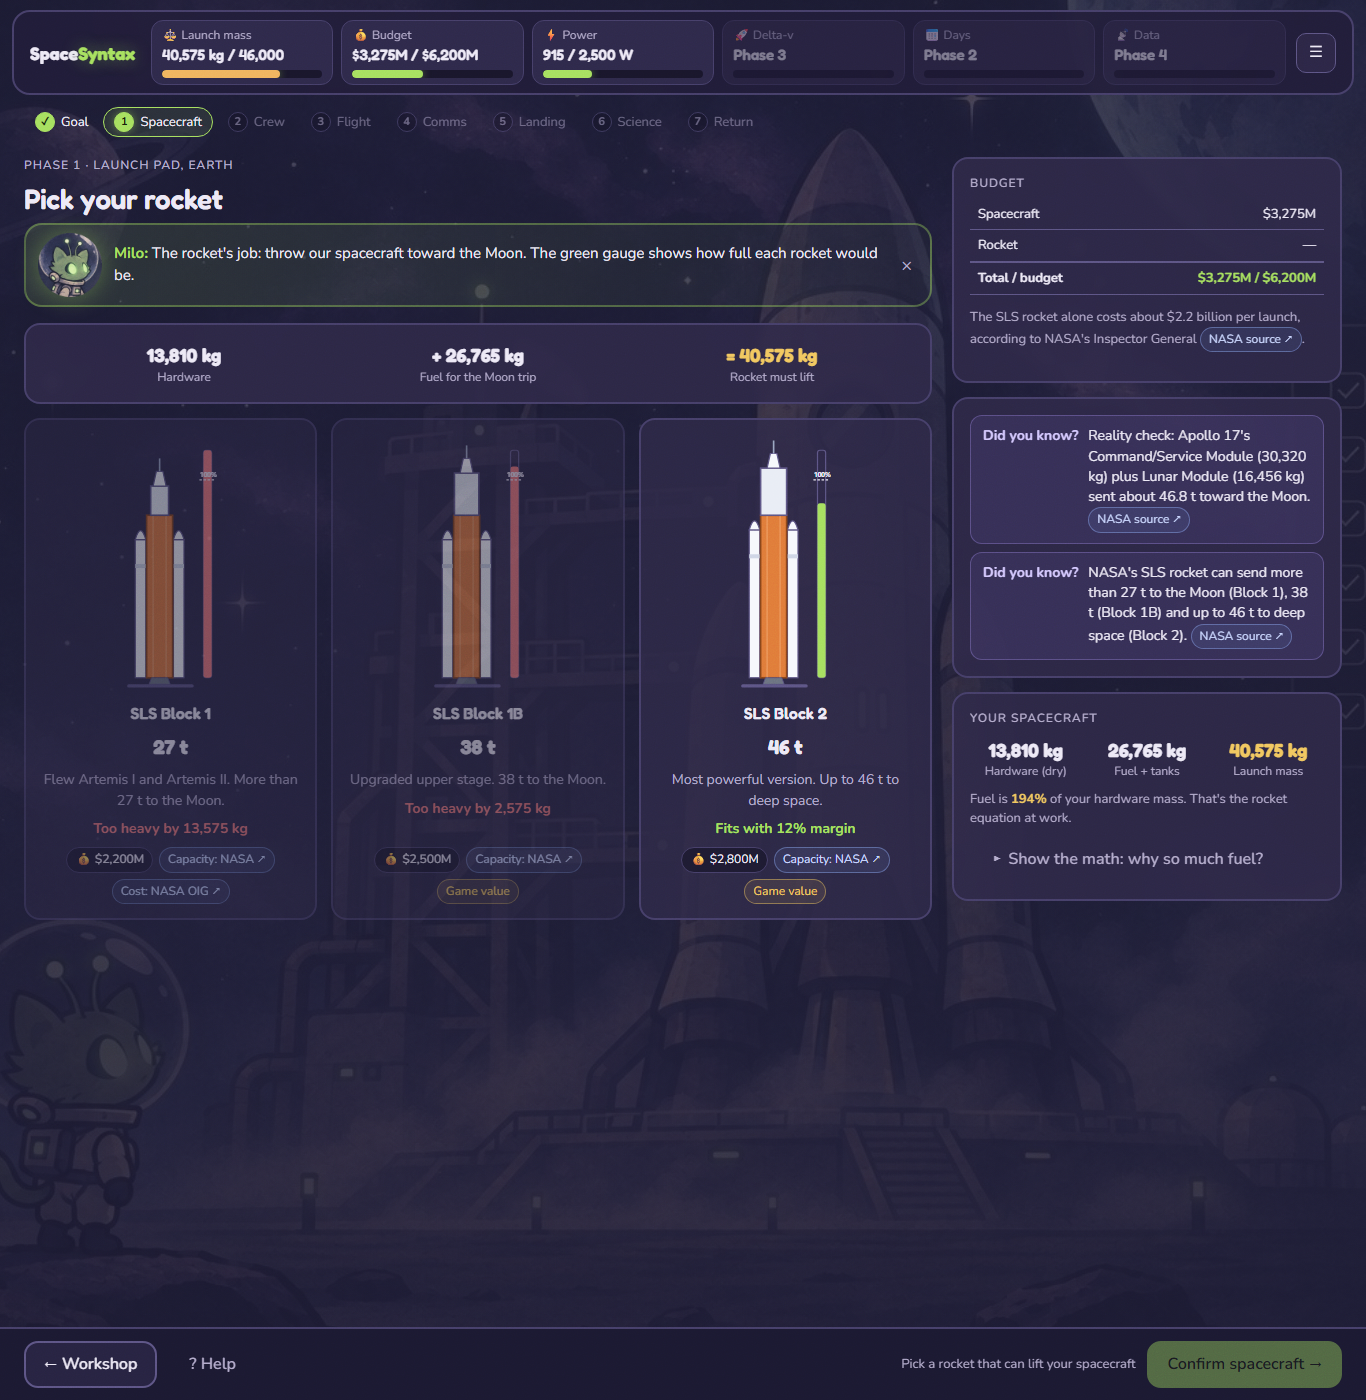 SpaceSyntax
Launch mass
40,575 kg / 46,000
Budget
$3,275M / $6,200M
Power
915 / 2,500 W
Delta-v
Phase 3
Days
Phase 2
Data
Phase 4
☰
✓ Goal
1 Spacecraft
2 Crew
3 Flight
4 Comms
5 Landing
6 Science
7 Return
PHASE 1 · LAUNCH PAD, EARTH
Pick your rocket
Milo: The rocket's job: throw our spacecraft toward the Moon. The green gauge shows how full each rocket would
be.
×
13,810 kg
Hardware
+ 26,765 kg
Fuel for the Moon trip
= 40,575 kg
Rocket must lift
100%
SLS Block 1
27 t
Flew Artemis I and Artemis II. More than
27 t to the Moon.
Too heavy by 13,575 kg
$2,200M
Capacity: NASA ↗
Cost: NASA OIG ↗
100%
SLS Block 1B
38 t
Upgraded upper stage. 38 t to the Moon.
Too heavy by 2,575 kg
$2,500M
Capacity: NASA ↗
Game value
100%
SLS Block 2
46 t
Most powerful version. Up to 46 t to
deep space.
Fits with 12% margin
$2,800M
Capacity: NASA ↗
Game value
BUDGET
Spacecraft $3,275M
Rocket —
Total / budget $3,275M / $6,200M
The SLS rocket alone costs about $2.2 billion per launch,
according to NASA's Inspector General NASA source ↗.
Did you know? Reality check: Apollo 17's
Command/Service Module (30,320
kg) plus Lunar Module (16,456 kg)
sent about 46.8 t toward the Moon.
NASA source ↗
Did you know? NASA's SLS rocket can send more
than 27 t to the Moon (Block 1), 38
t (Block 1B) and up to 46 t to deep
space (Block 2). NASA source ↗
YOUR SPACECRAFT
13,810 kg
Hardware (dry)
26,765 kg
Fuel + tanks
40,575 kg
Launch mass
Fuel is 194% of your hardware mass. That's the rocket
equation at work.
▸ Show the math: why so much fuel?
← Workshop
? Help
Pick a rocket that can lift your spacecraft
Confirm spacecraft →